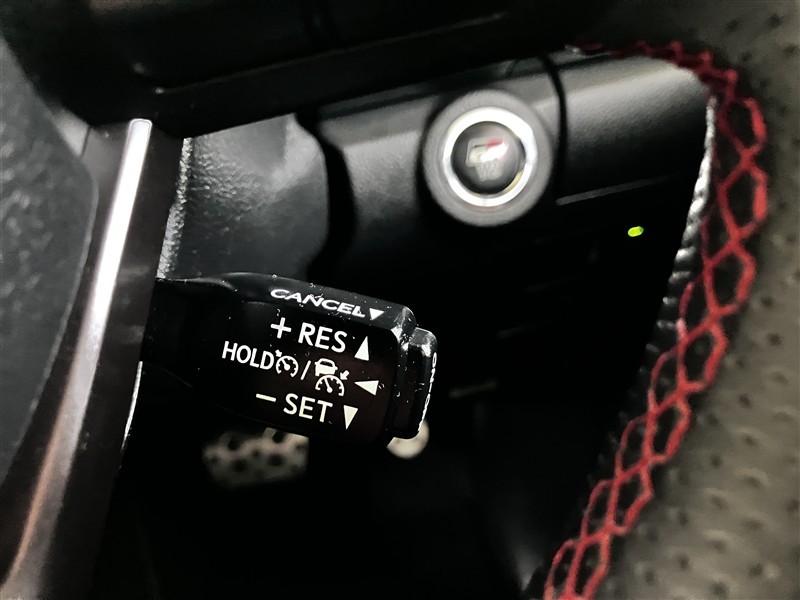 CANCEL▼
+ RES ▲
HOLD / ◀
− SET ▼